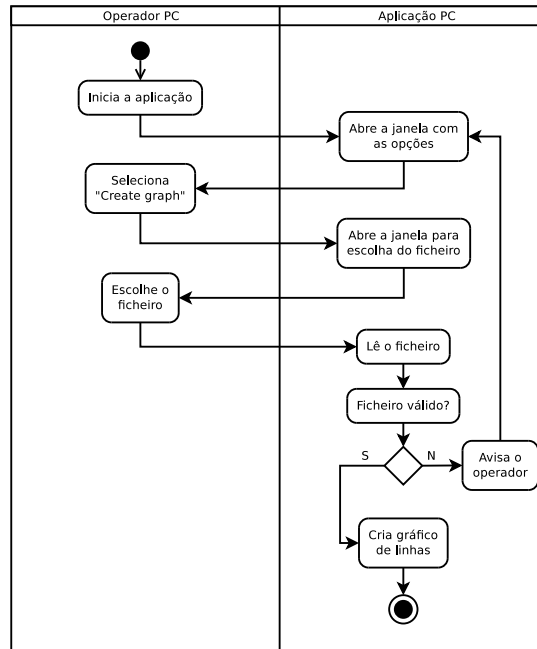 Operador PC
Aplicação PC
Inicia a aplicação
Abre a janela com
as opções
Seleciona
"Create graph"
Abre a janela para
escolha do ficheiro
Escolhe o
ficheiro
Lê o ficheiro
Ficheiro válido?
S
N
Avisa o
operador
Cria gráfico
de linhas